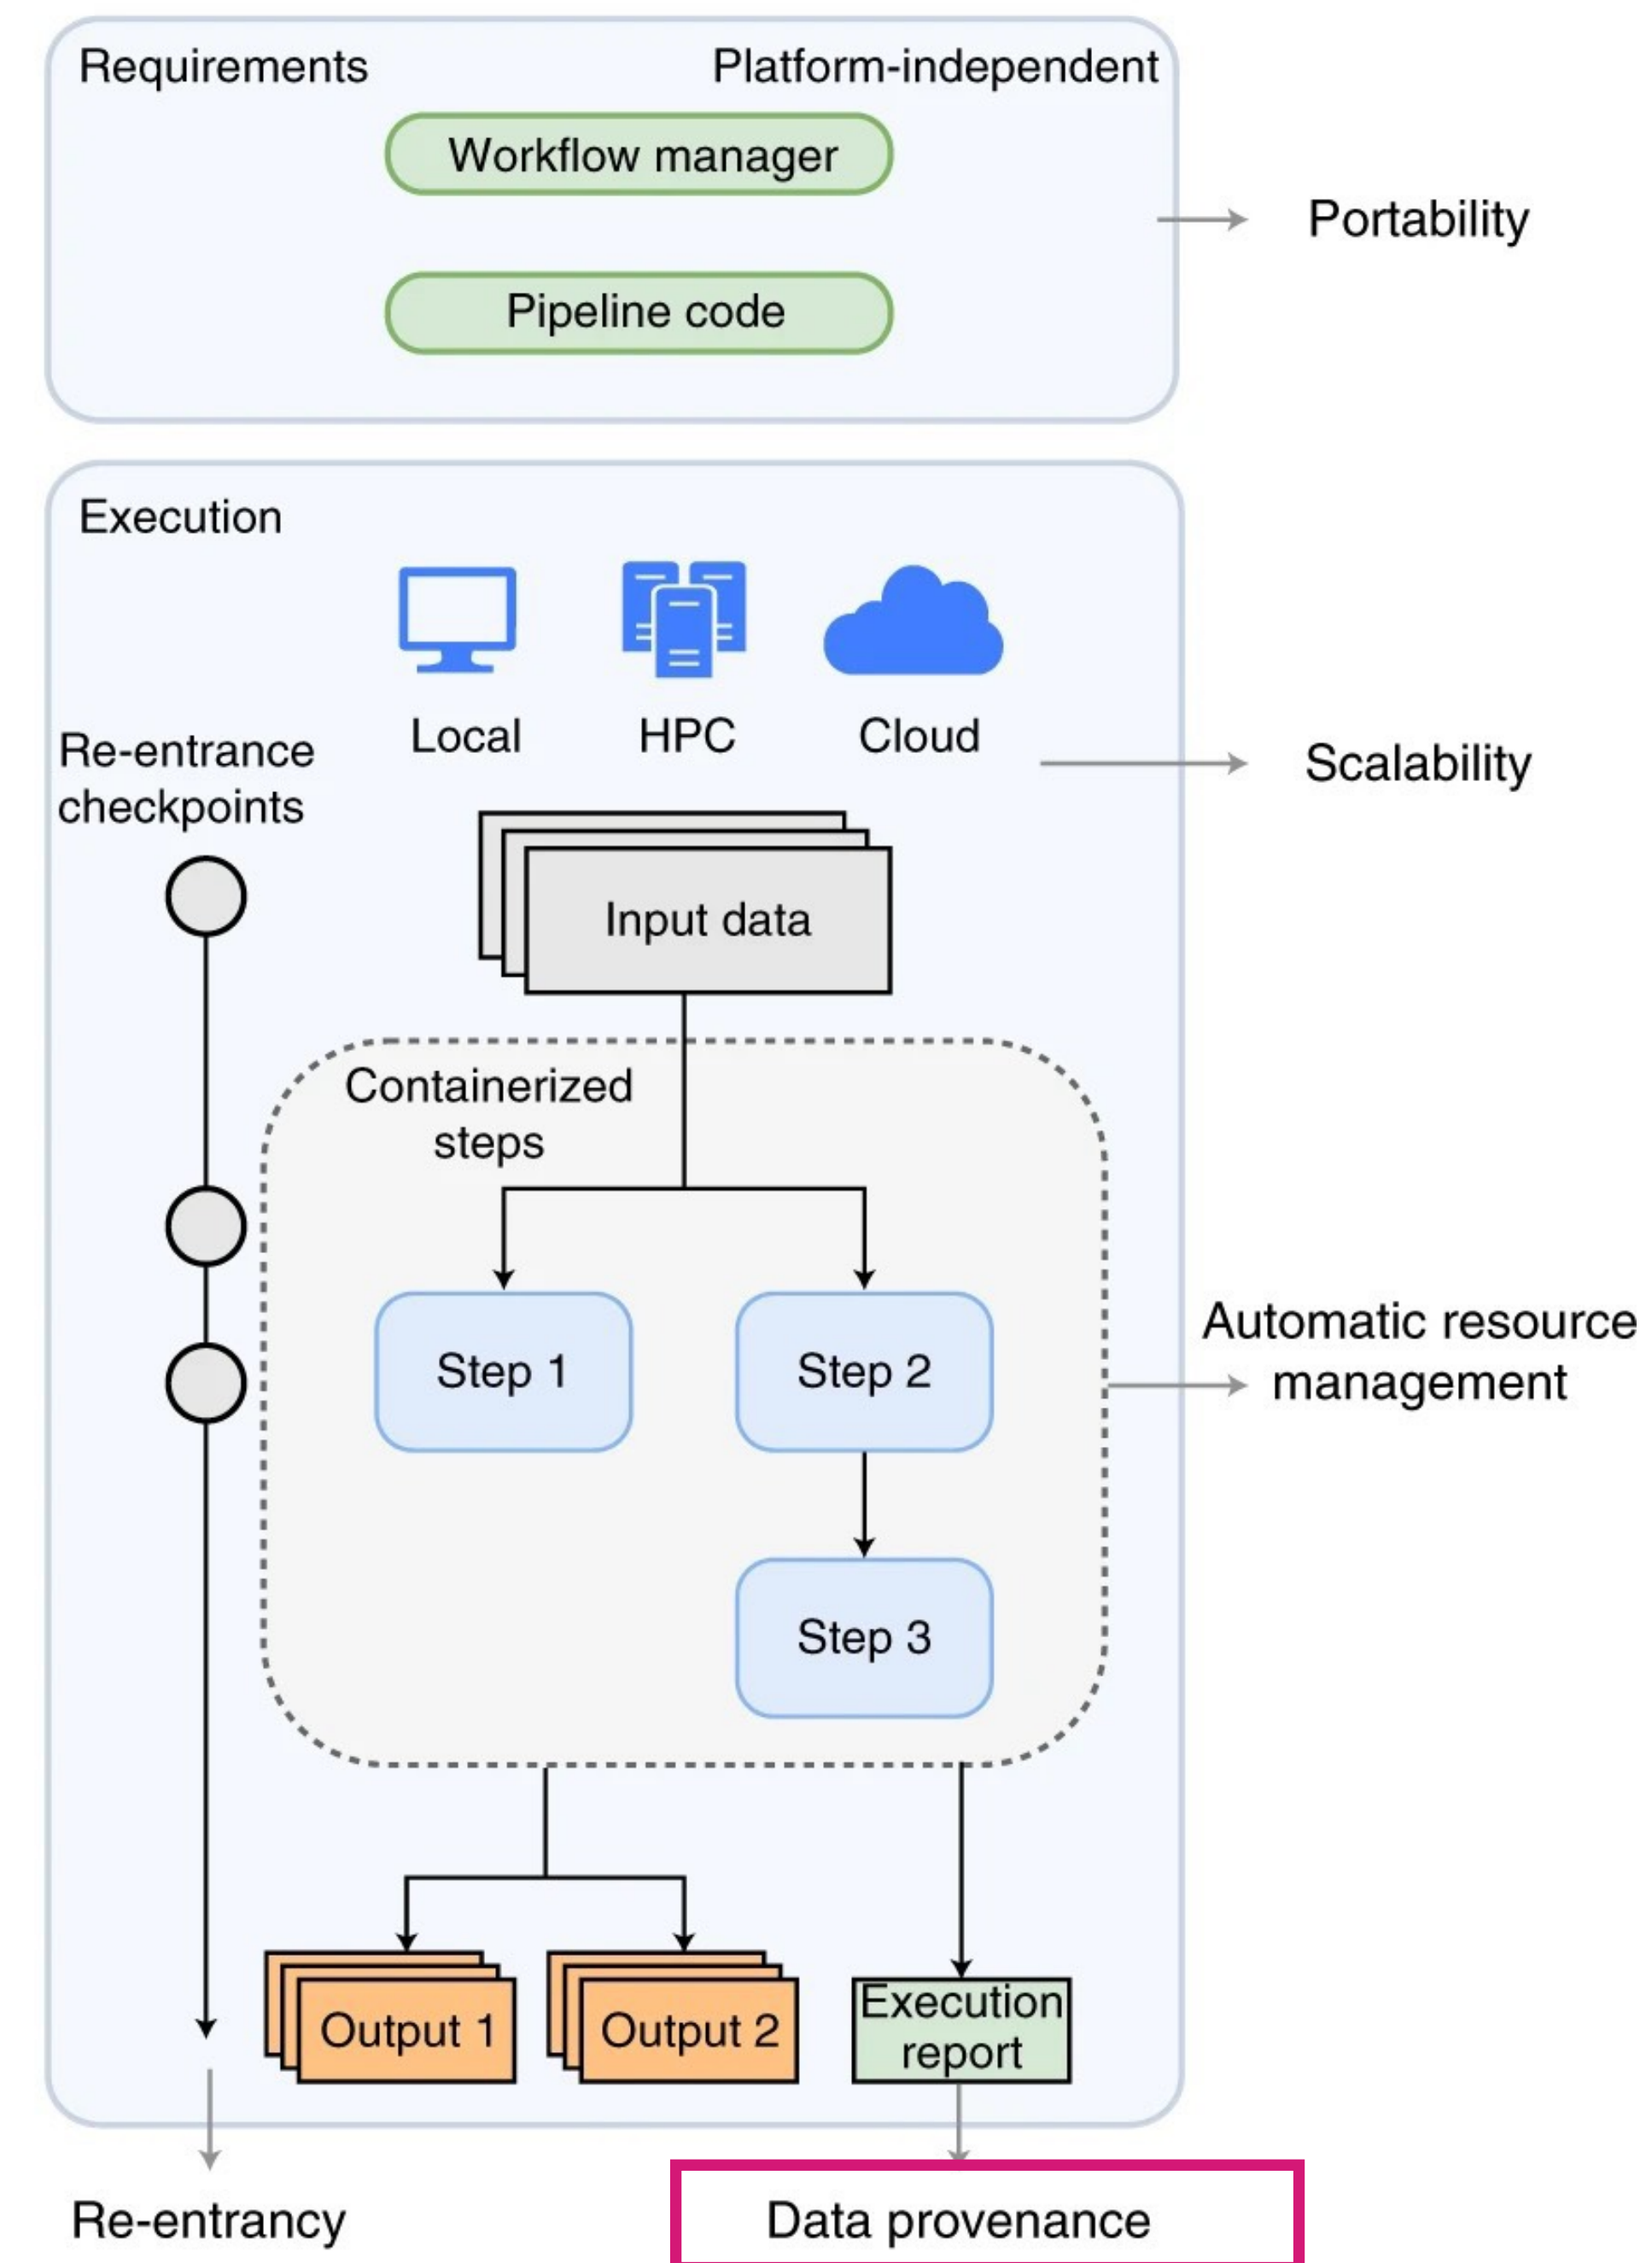 Requirements
Platform-independent
Workflow manager
Portability
Pipeline code
Execution
Local
HPC
Cloud
Re-entrance
checkpoints
Scalability
Input data
Containerized
steps
Step 1
Step 2
Automatic resource
management
Step 3
Output 1
Output 2
Execution
report
Re-entrancy
Data provenance